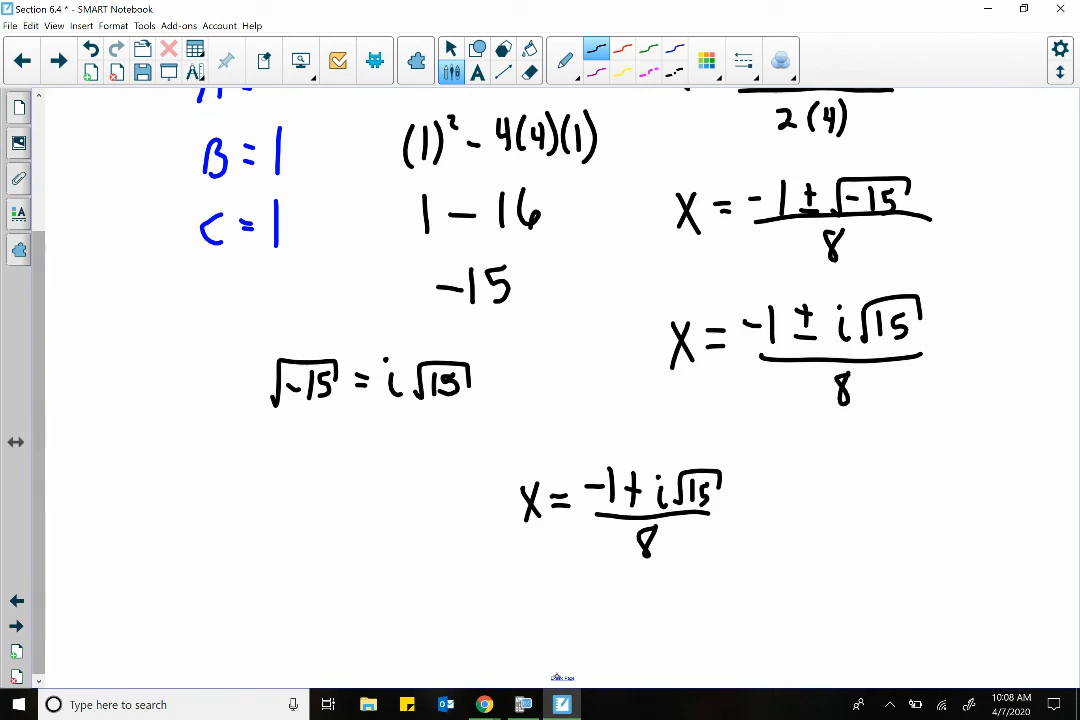 Section 6.4 * - SMART Notebook
File Edit View Insert Format Tools Add-ons Account Help
2 (4)
B = 1
(1)² - 4(4)(1)
C = 1
1 - 16
X = -1 ± √-15 / 8
-15
X = -1 ± i√15 / 8
√-15 = i√15
X = -1 + i√15 / 8
Type here to search
10:08 AM
4/7/2020